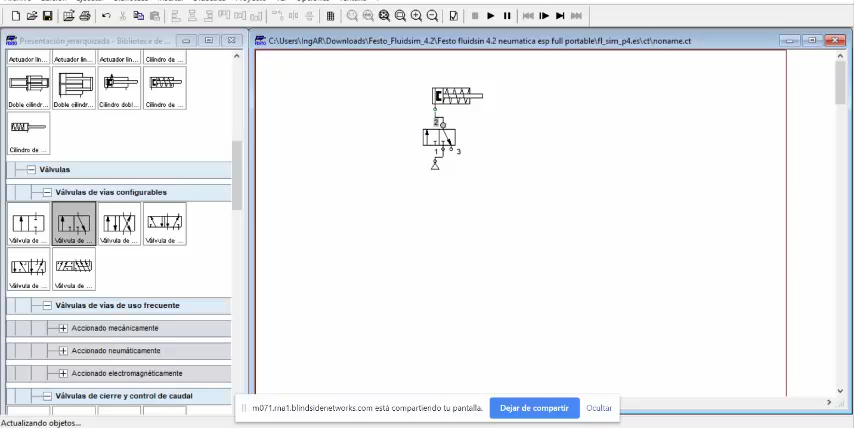 Presentación jerarquizada - Biblioteca de ...
C:\Users\IngAR\Downloads\Festo_Fluidsim_4.2\Festo fluidsin 4.2 neumatica esp full portable\fl_sim_p4.es\ct\noname.ct
Actuador lin...
Actuador lin...
Actuador lin...
Cilindro de ...
Doble cilindr...
Doble cilindr...
Cilindro dobl...
Cilindro de ...
Cilindro de ...
Válvulas
Válvulas de vías configurables
Válvula de ...
Válvula de ...
Válvula de ...
Válvula de ...
Válvula de ...
Válvula de ...
Válvulas de vías de uso frecuente
Accionado mecánicamente
Accionado neumáticamente
Accionado electromagnéticamente
Válvulas de cierre y control de caudal
2
1
3
m071.rna1.blindsidenetworks.com está compartiendo tu pantalla.
Dejar de compartir
Ocultar
Actualizando objetos...